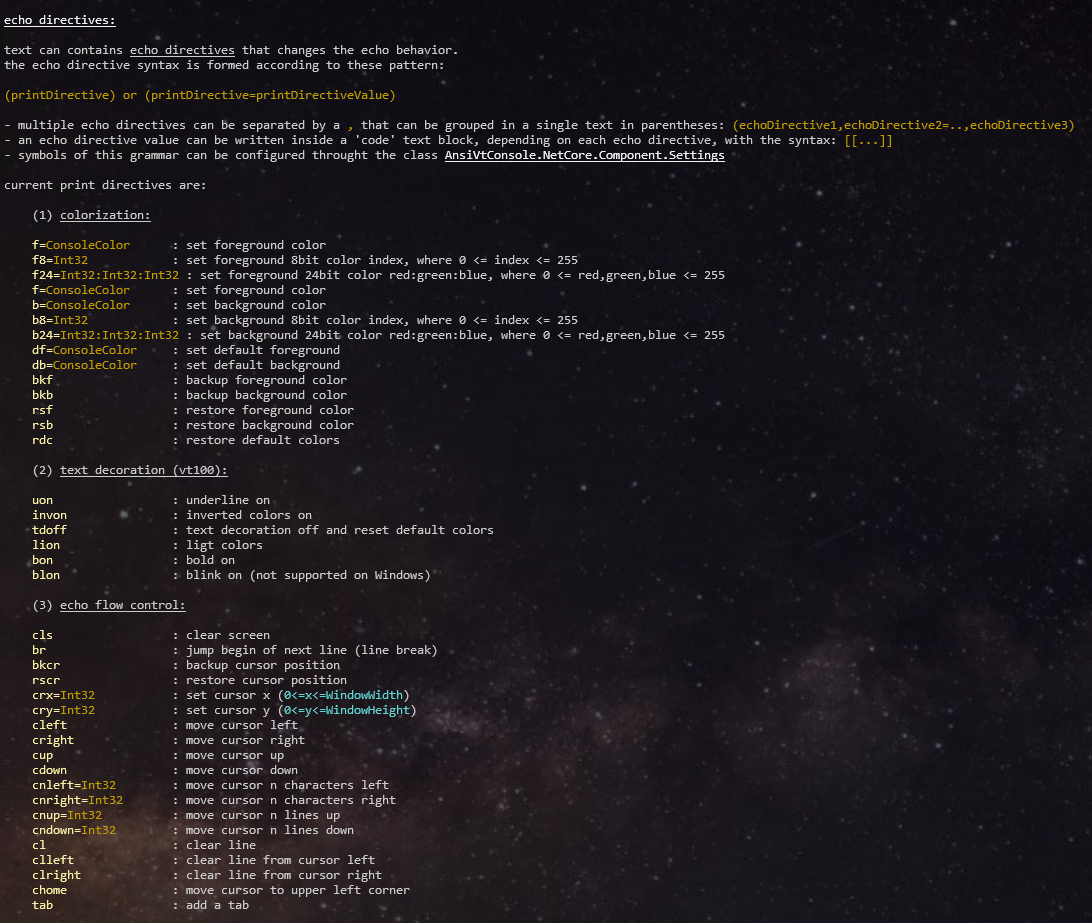 echo directives:
text can contains echo directives that changes the echo behavior.
the echo directive syntax is formed according to these pattern:
(printDirective) or (printDirective=printDirectiveValue)
- multiple echo directives can be separated by a , that can be grouped in a single text in parentheses: (echoDirective1,echoDirective2=..,echoDirective3)
- an echo directive value can be written inside a 'code' text block, depending on each echo directive, with the syntax: [[...]]
- symbols of this grammar can be configured throught the class AnsiVtConsole.NetCore.Component.Settings
current print directives are:
(1) colorization:
f=ConsoleColor : set foreground color
f8=Int32 : set foreground 8bit color index, where 0 <= index <= 255
f24=Int32:Int32:Int32 : set foreground 24bit color red:green:blue, where 0 <= red,green,blue <= 255
f=ConsoleColor : set foreground color
b=ConsoleColor : set background color
b8=Int32 : set background 8bit color index, where 0 <= index <= 255
b24=Int32:Int32:Int32 : set background 24bit color red:green:blue, where 0 <= red,green,blue <= 255
df=ConsoleColor : set default foreground
db=ConsoleColor : set default background
bkf : backup foreground color
bkb : backup background color
rsf : restore foreground color
rsb : restore background color
rdc : restore default colors
(2) text decoration (vt100):
uon : underline on
invon : inverted colors on
tdoff : text decoration off and reset default colors
lion : ligt colors
bon : bold on
blon : blink on (not supported on Windows)
(3) echo flow control:
cls : clear screen
br : jump begin of next line (line break)
bkcr : backup cursor position
rscr : restore cursor position
crx=Int32 : set cursor x (0<=x<=WindowWidth)
cry=Int32 : set cursor y (0<=y<=WindowHeight)
cleft : move cursor left
cright : move cursor right
cup : move cursor up
cdown : move cursor down
cnleft=Int32 : move cursor n characters left
cnright=Int32 : move cursor n characters right
cnup=Int32 : move cursor n lines up
cndown=Int32 : move cursor n lines down
cl : clear line
clleft : clear line from cursor left
clright : clear line from cursor right
chome : move cursor to upper left corner
tab : add a tab